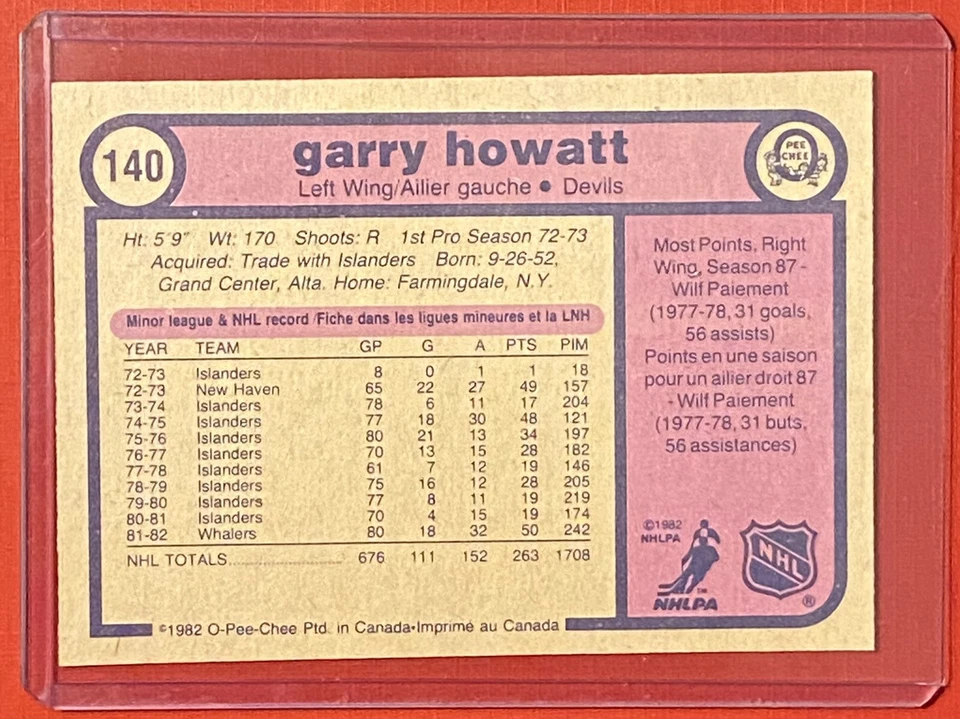 140
garry howatt
PEE
CHEE
Left Wing/Ailier gauche • Devils
Ht: 5'9" Wt: 170 Shoots: R 1st Pro Season 72-73
Acquired: Trade with Islanders Born: 9-26-52,
Grand Center, Alta. Home: Farmingdale, N.Y.
Minor league & NHL record/Fiche dans les ligues mineures et la LNH
YEAR TEAM GP G A PTS PIM
72-73 Islanders 8 0 1 1 18
72-73 New Haven 65 22 27 49 157
73-74 Islanders 78 6 11 17 204
74-75 Islanders 77 18 30 48 121
75-76 Islanders 80 21 13 34 197
76-77 Islanders 70 13 15 28 182
77-78 Islanders 61 7 12 19 146
78-79 Islanders 75 16 12 28 205
79-80 Islanders 77 8 11 19 219
80-81 Islanders 70 4 15 19 174
81-82 Whalers 80 18 32 50 242
NHL TOTALS 676 111 152 263 1708
Most Points, Right
Wing, Season 87 -
Wilf Paiement
(1977-78, 31 goals,
56 assists)
Points en une saison
pour un ailier droit 87
- Wilf Paiement
(1977-78, 31 buts,
56 assistances)
©1982
NHLPA
NHLPA
TM
NHL
®
©1982 O-Pee-Chee Ptd. in Canada•Imprimé au Canada